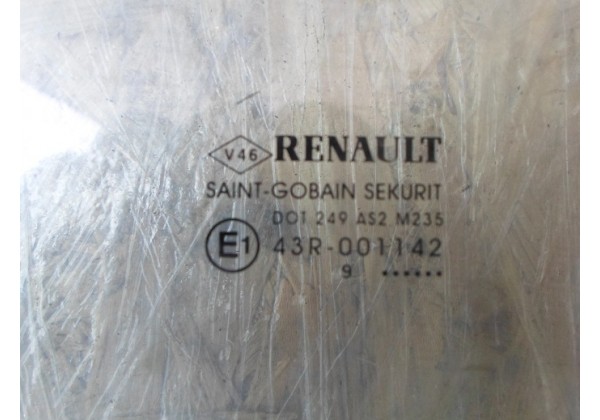 V46 RENAULT
SAINT-GOBAIN SEKURIT
DOT 249 AS2 M235
E1 43R-001142
9 ••••••